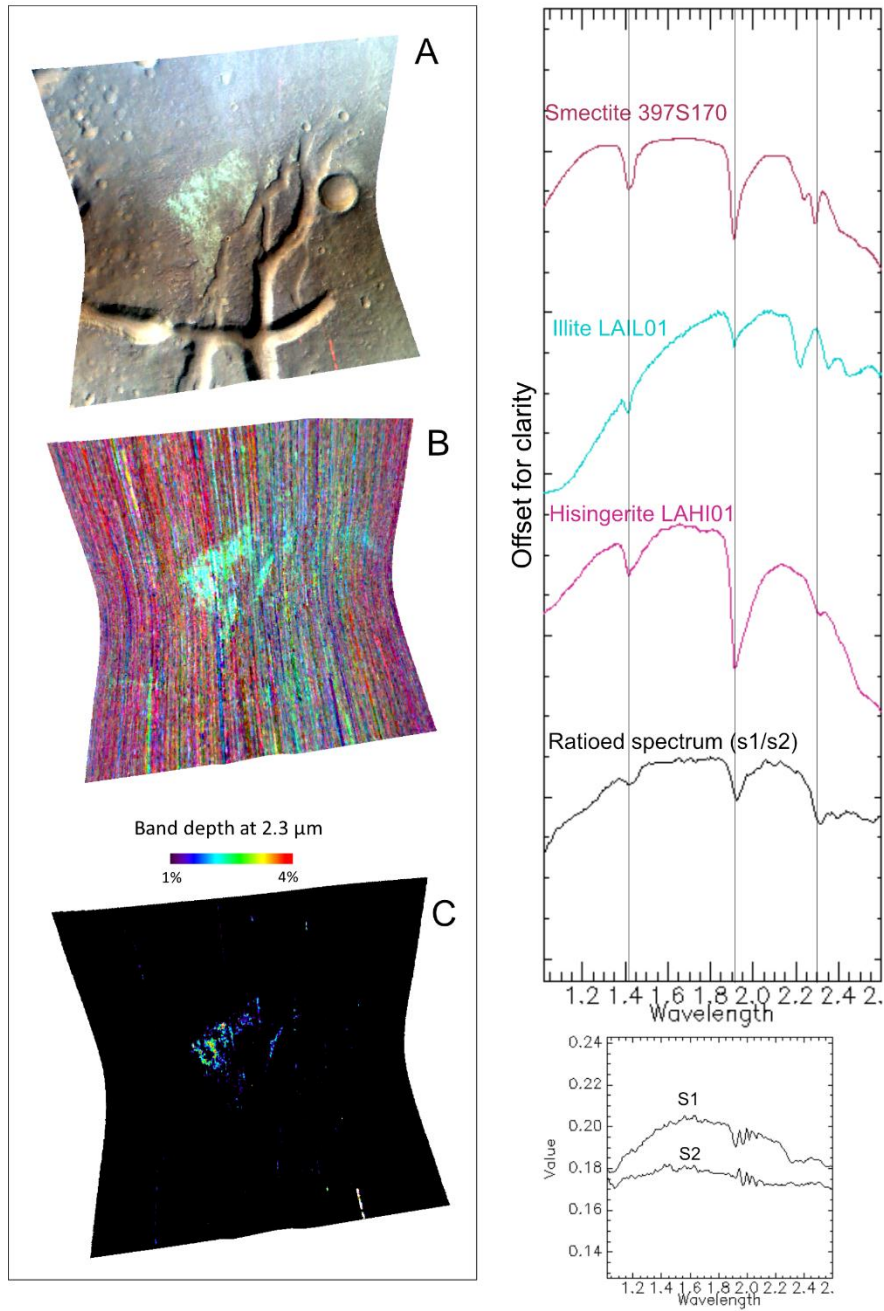 A
B
Band depth at 2.3 µm
1%
4%
C
Smectite 397S170
Illite LAIL01
Hisingerite LAHI01
Ratioed spectrum (s1/s2)
Offset for clarity
1.2 1.4 1.6 1.8 2.0 2.2 2.4 2.
Wavelength
0.24
0.22
0.20
0.18
0.16
0.14
Value
S1
S2
1.2 1.4 1.6 1.8 2.0 2.2 2.4 2.
Wavelength